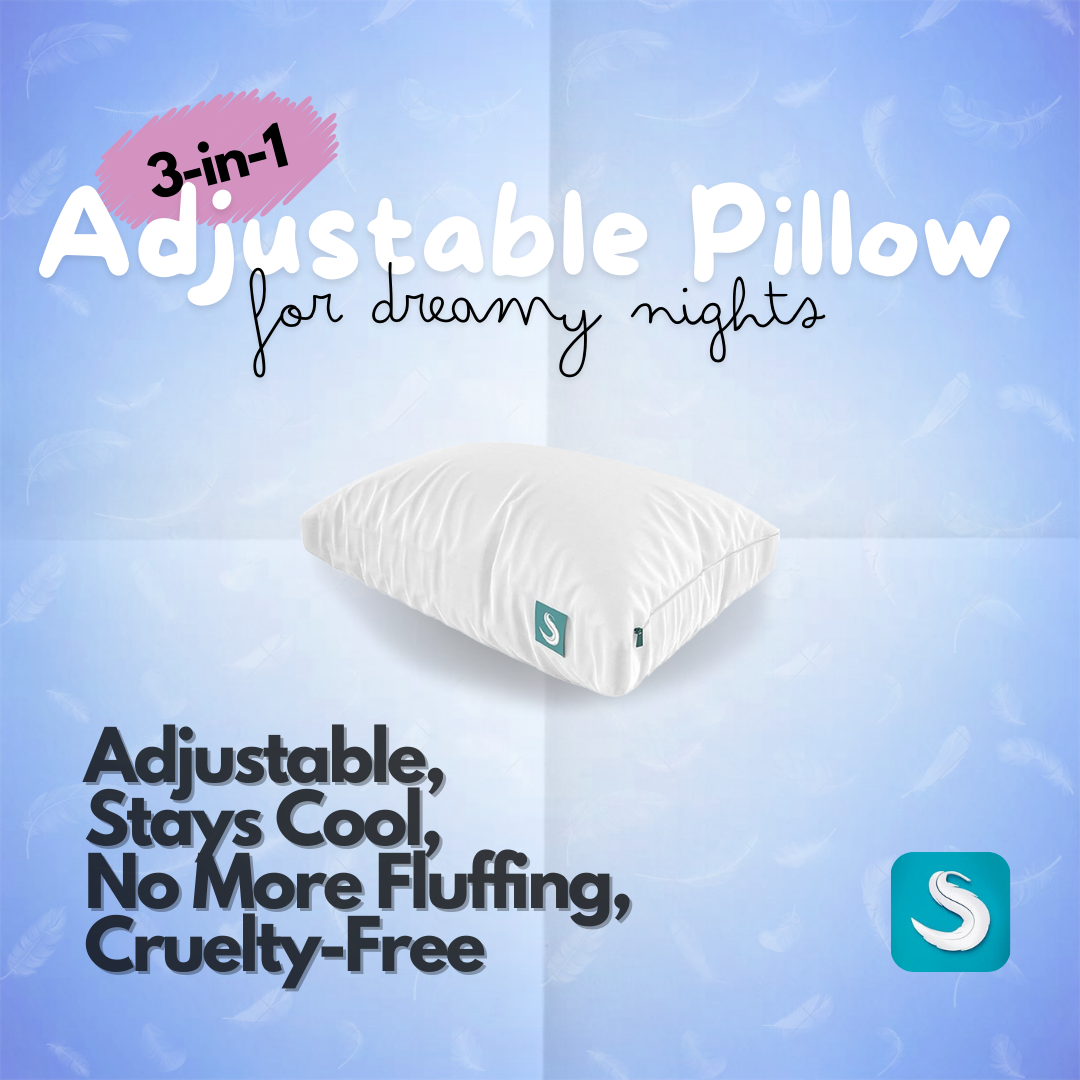 3-in-1
Adjustable Pillow
for dreamy nights
S
Adjustable,
Stays Cool,
No More Fluffing,
Cruelty-Free
S